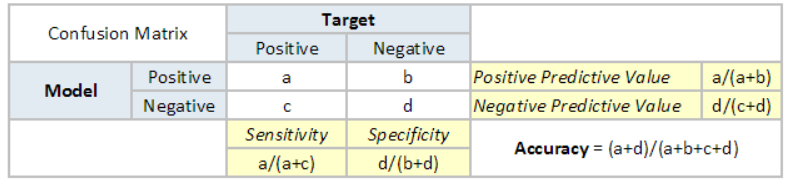 Confusion Matrix
Target
Positive Negative
Model
Positive a b Positive Predictive Value a/(a+b)
Negative c d Negative Predictive Value d/(c+d)
Sensitivity Specificity
a/(a+c) d/(b+d)
Accuracy = (a+d)/(a+b+c+d)